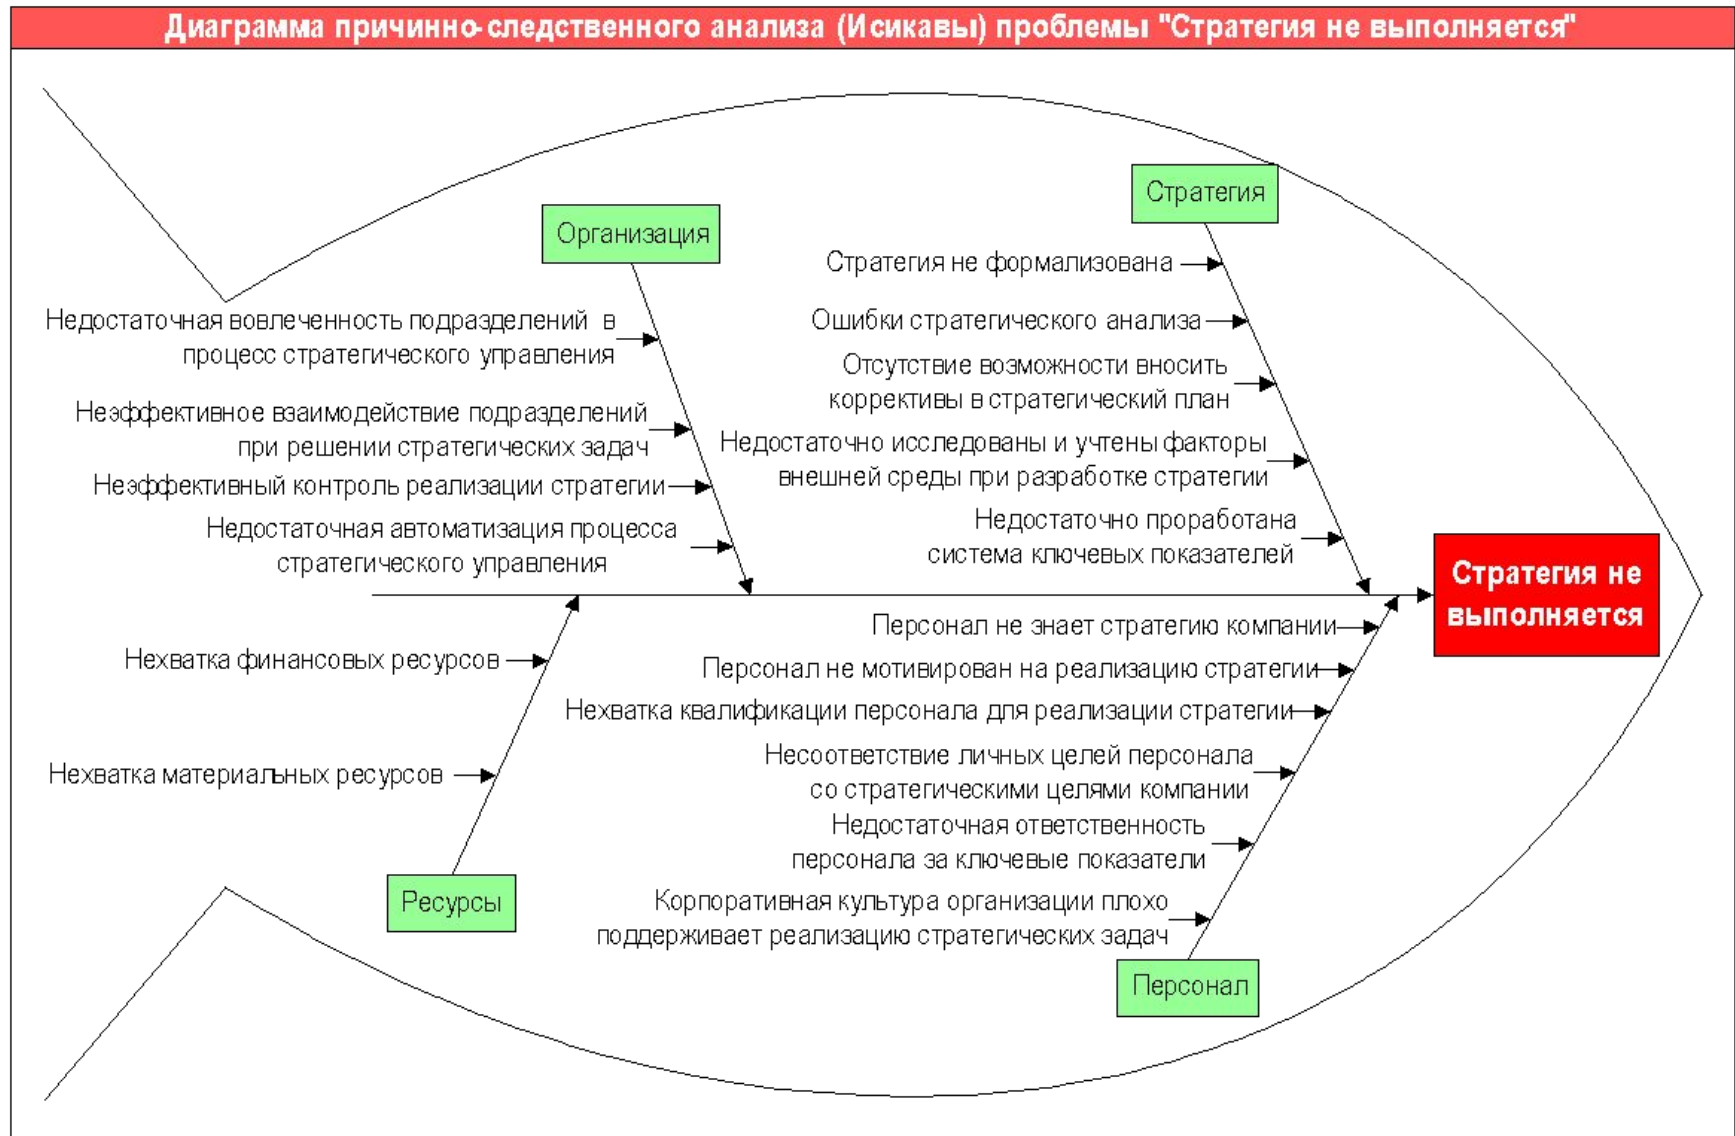 Диаграмма причинно-следственного анализа (Исикавы) проблемы "Стратегия не выполняется"
Стратегия
Организация
Стратегия не формализована
Ошибки стратегического анализа
Отсутствие возможности вносить
коррективы в стратегический план
Недостаточно исследованы и учтены факторы
внешней среды при разработке стратегии
Недостаточно проработана
система ключевых показателей
Недостаточная вовлеченность подразделений в
процесс стратегического управления
Неэффективное взаимодействие подразделений
при решении стратегических задач
Неэффективный контроль реализации стратегии
Недостаточная автоматизация процесса
стратегического управления
Стратегия не
выполняется
Нехватка финансовых ресурсов
Нехватка материальных ресурсов
Ресурсы
Персонал не знает стратегию компании
Персонал не мотивирован на реализацию стратегии
Нехватка квалификации персонала для реализации стратегии
Несоответствие личных целей персонала
со стратегическими целями компании
Недостаточная ответственность
персонала за ключевые показатели
Корпоративная культура организации плохо
поддерживает реализацию стратегических задач
Персонал